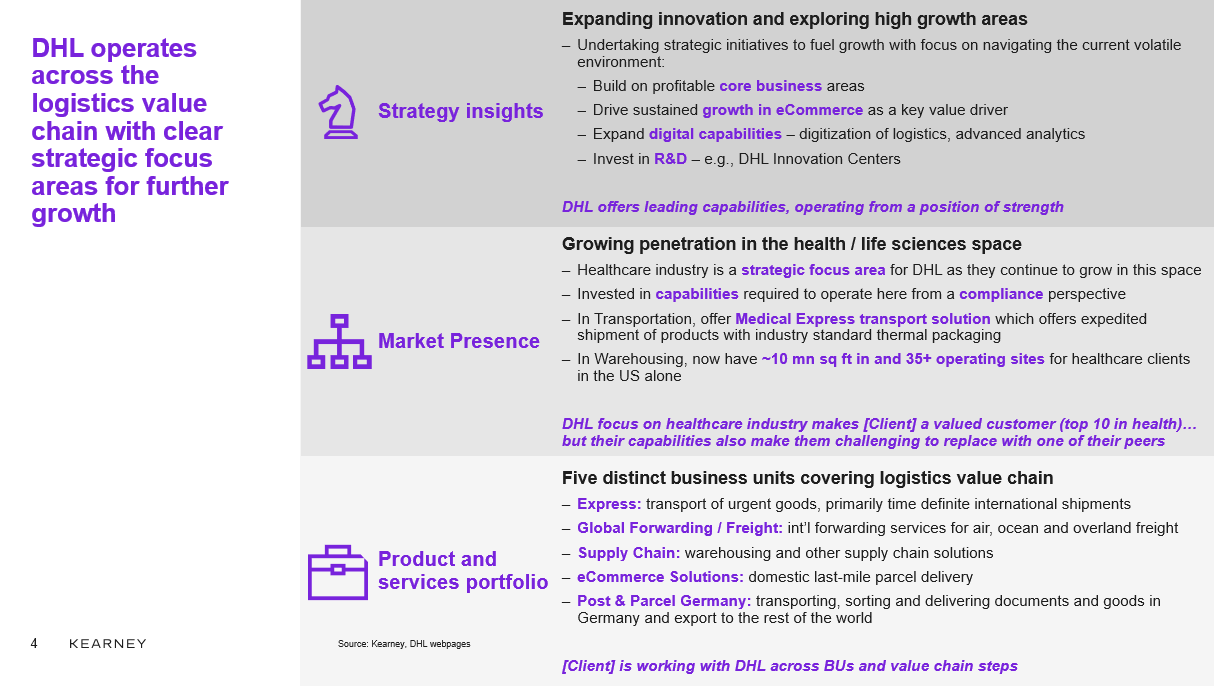 DHL operates
across the
logistics value
chain with clear
strategic focus
areas for further
growth
Strategy insights
Expanding innovation and exploring high growth areas
– Undertaking strategic initiatives to fuel growth with focus on navigating the current volatile
environment:
– Build on profitable core business areas
– Drive sustained growth in eCommerce as a key value driver
– Expand digital capabilities – digitization of logistics, advanced analytics
– Invest in R&D – e.g., DHL Innovation Centers
DHL offers leading capabilities, operating from a position of strength
Market Presence
Growing penetration in the health / life sciences space
– Healthcare industry is a strategic focus area for DHL as they continue to grow in this space
– Invested in capabilities required to operate here from a compliance perspective
– In Transportation, offer Medical Express transport solution which offers expedited
shipment of products with industry standard thermal packaging
– In Warehousing, now have ~10 mn sq ft in and 35+ operating sites for healthcare clients
in the US alone
DHL focus on healthcare industry makes [Client] a valued customer (top 10 in health)…
but their capabilities also make them challenging to replace with one of their peers
Product and
services portfolio
Five distinct business units covering logistics value chain
– Express: transport of urgent goods, primarily time definite international shipments
– Global Forwarding / Freight: int’l forwarding services for air, ocean and overland freight
– Supply Chain: warehousing and other supply chain solutions
– eCommerce Solutions: domestic last-mile parcel delivery
– Post & Parcel Germany: transporting, sorting and delivering documents and goods in
Germany and export to the rest of the world
[Client] is working with DHL across BUs and value chain steps
4 KEARNEY
Source: Kearney, DHL webpages